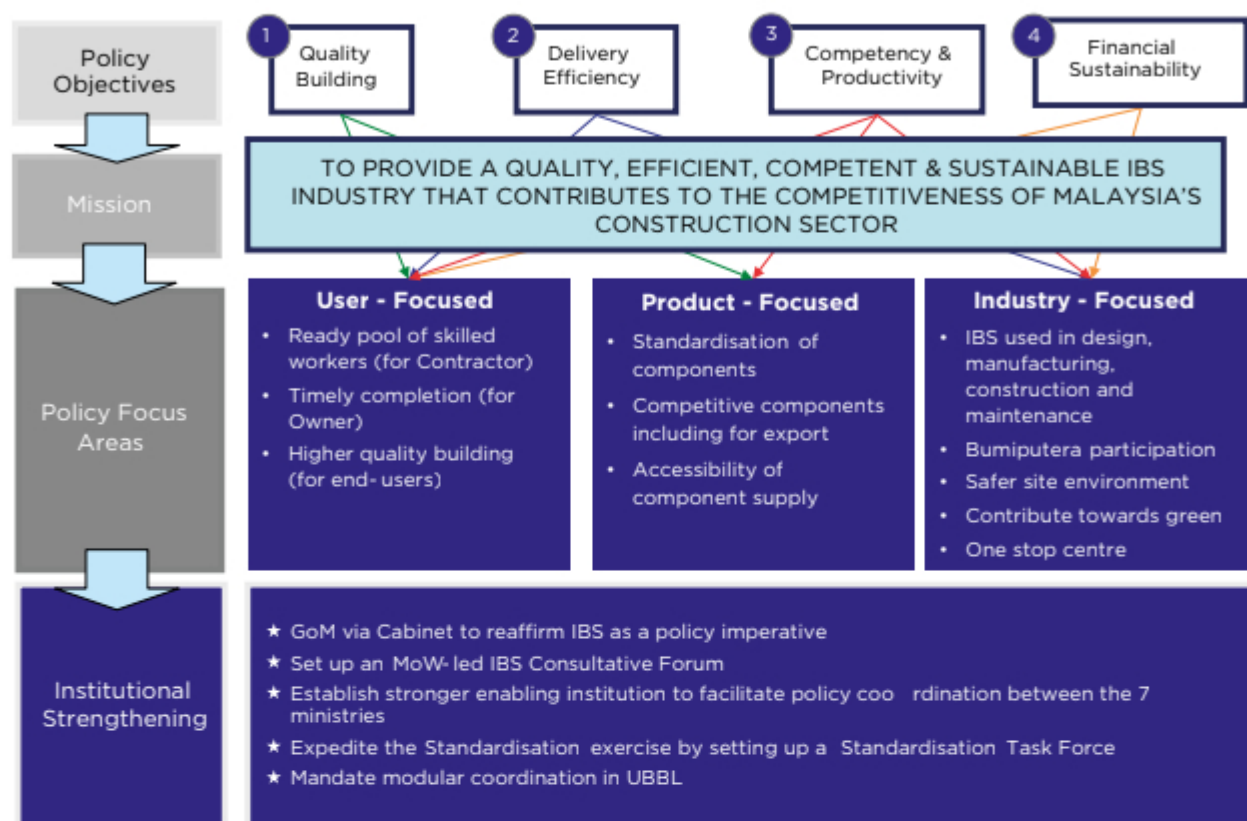 Policy
Objectives
1
Quality
Building
2
Delivery
Efficiency
3
Competency &
Productivity
4
Financial
Sustainability
Mission
TO PROVIDE A QUALITY, EFFICIENT, COMPETENT & SUSTAINABLE IBS
INDUSTRY THAT CONTRIBUTES TO THE COMPETITIVENESS OF MALAYSIA'S
CONSTRUCTION SECTOR
Policy Focus
Areas
User - Focused
• Ready pool of skilled
workers (for Contractor)
• Timely completion (for
Owner)
• Higher quality building
(for end- users)
Product - Focused
• Standardisation of
components
• Competitive components
including for export
• Accessibility of
component supply
Industry - Focused
• IBS used in design,
manufacturing,
construction and
maintenance
• Bumiputera participation
• Safer site environment
• Contribute towards green
• One stop centre
Institutional
Strengthening
★ GoM via Cabinet to reaffirm IBS as a policy imperative
★ Set up an MoW- led IBS Consultative Forum
★ Establish stronger enabling institution to facilitate policy coo rdination between the 7
ministries
★ Expedite the Standardisation exercise by setting up a Standardisation Task Force
★ Mandate modular coordination in UBBL